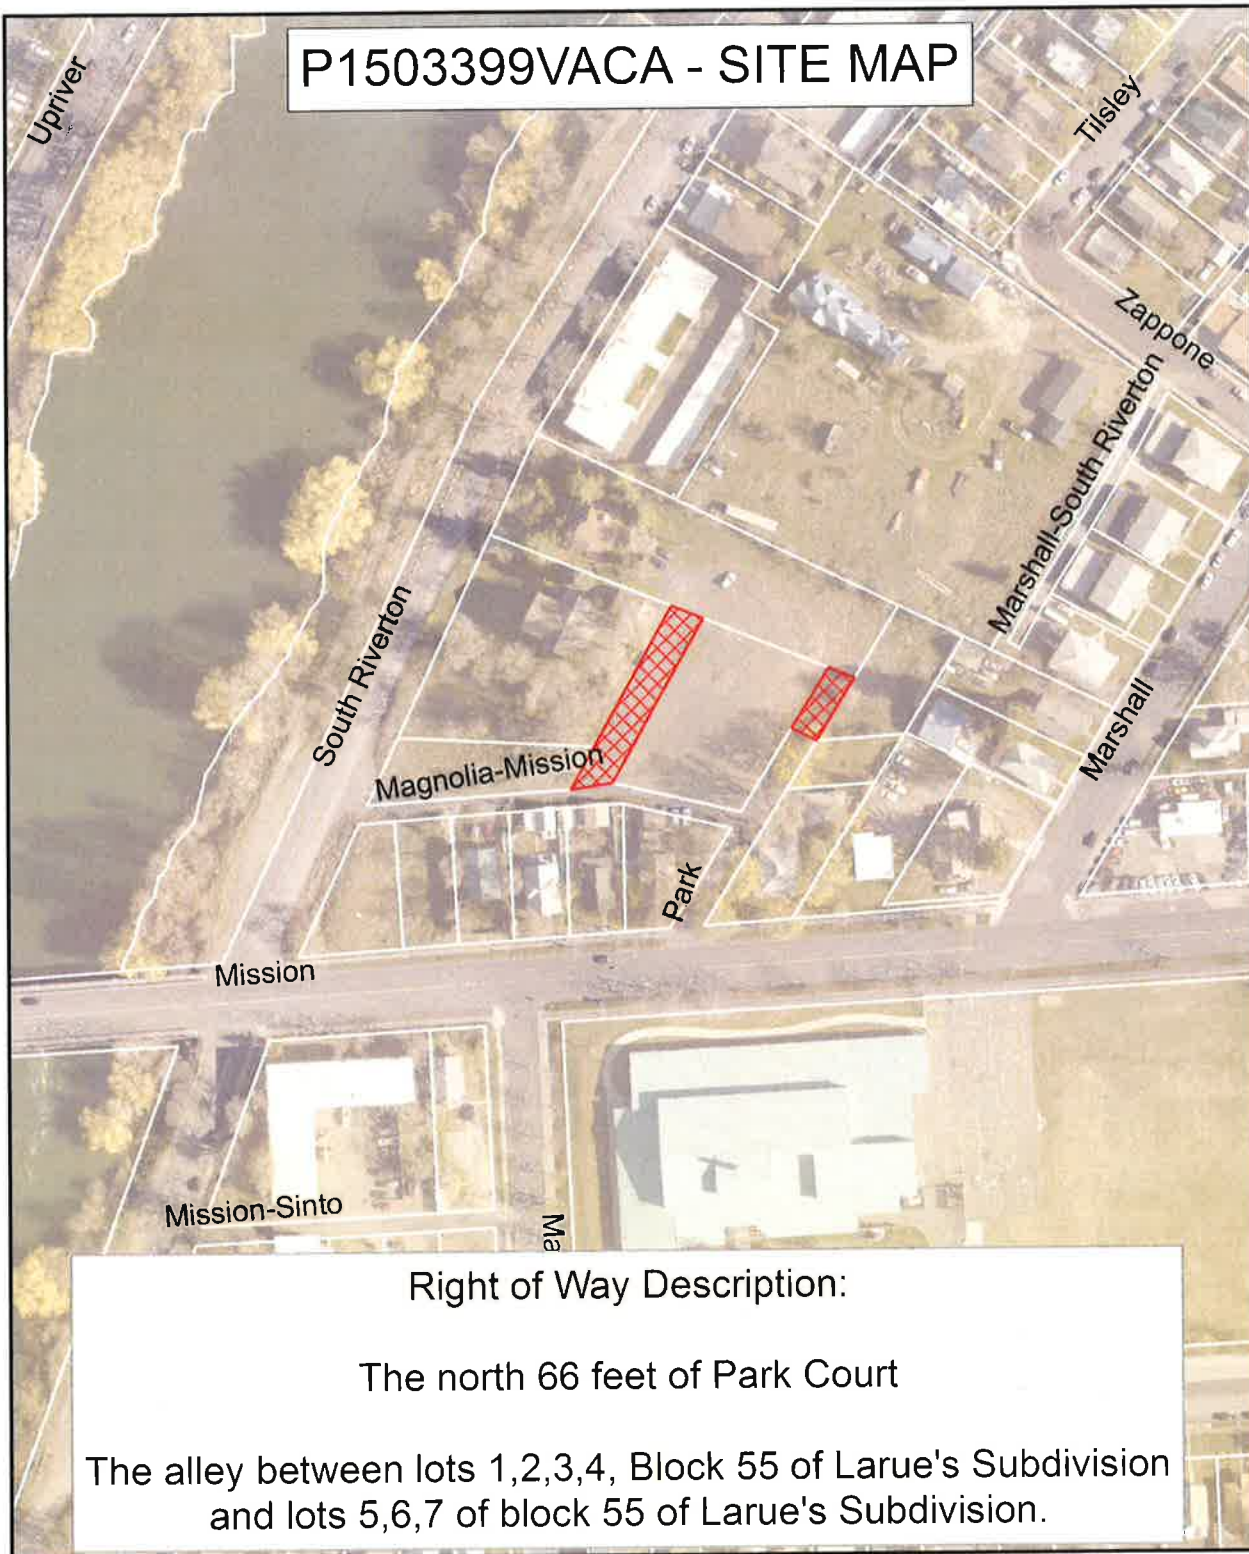 P1503399VACA - SITE MAP
Upriver
Tilsley
Zappone
Marshall-South Riverton
South Riverton
Marshall
Magnolia-Mission
Park
Mission
Mission-Sinto
Ma
Right of Way Description:
The north 66 feet of Park Court
The alley between lots 1,2,3,4, Block 55 of Larue's Subdivision
and lots 5,6,7 of block 55 of Larue's Subdivision.